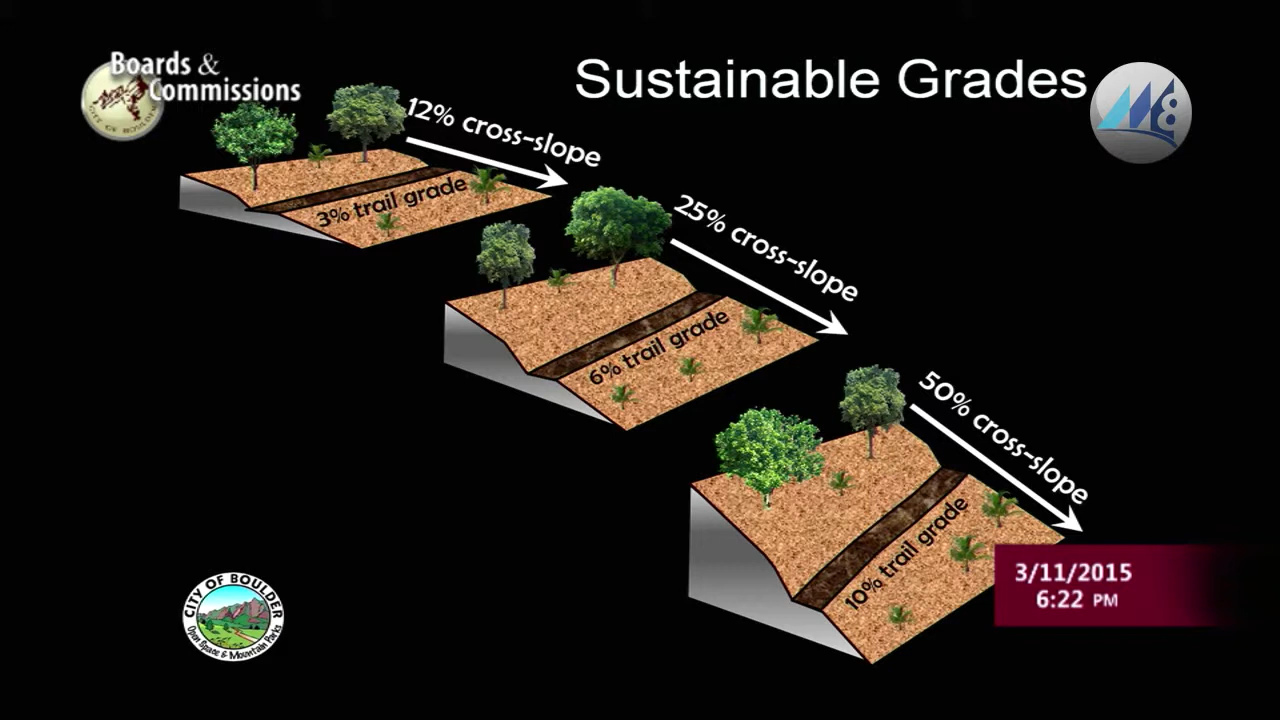 Boards &
Commissions
Sustainable Grades
M8
12% cross-slope
3% trail grade
25% cross-slope
6% trail grade
50% cross-slope
10% trail grade
3/11/2015
6:22 PM
CITY OF BOULDER
Open Space & Mountain Parks